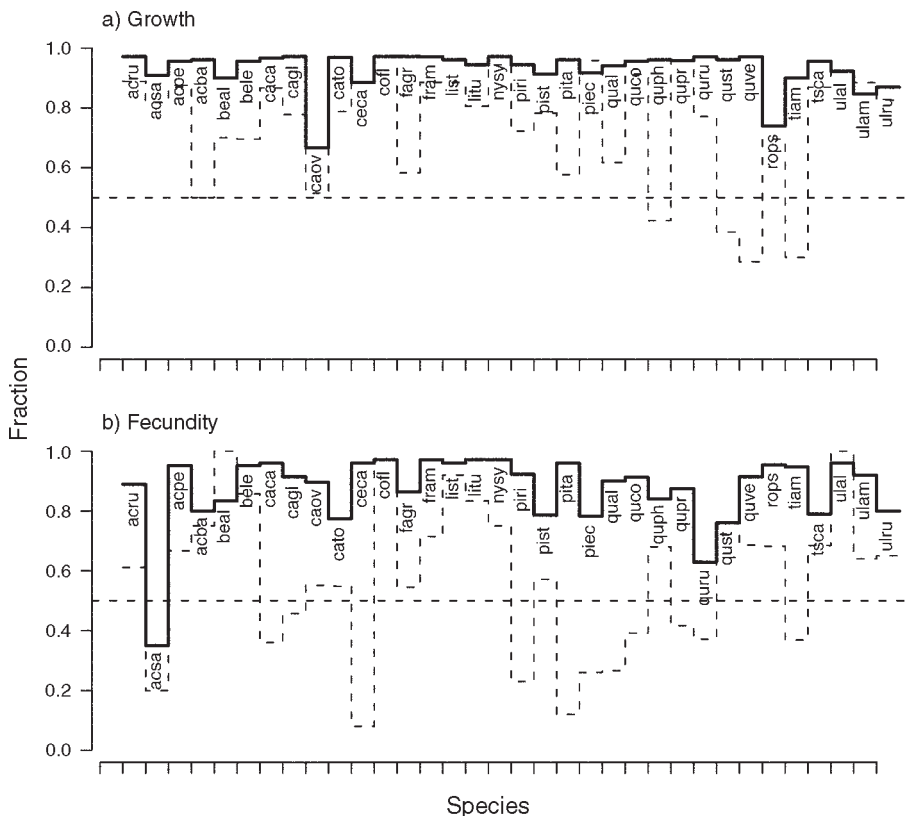 a) Growth
Fraction
1.0
0.8
0.6
0.4
0.2
0.0
acru
acsa
acpe
acba
beal
bele
caca
cagl
caov
cato
ceca
cofl
fagr
fram
list
litu
nysy
piri
pist
pita
piec
qual
quco
quph
qupr
quru
qust
quve
rops
tiam
tsca
ulal
ulam
ulru
b) Fecundity
1.0
0.8
0.6
0.4
0.2
0.0
acru
acsa
acpe
acba
beal
bele
caca
cagl
caov
cato
ceca
cofl
fagr
fram
list
litu
nysy
piri
pist
pita
piec
qual
quco
quph
qupr
quru
qust
quve
rops
tiam
tsca
ulal
ulam
ulru
Species